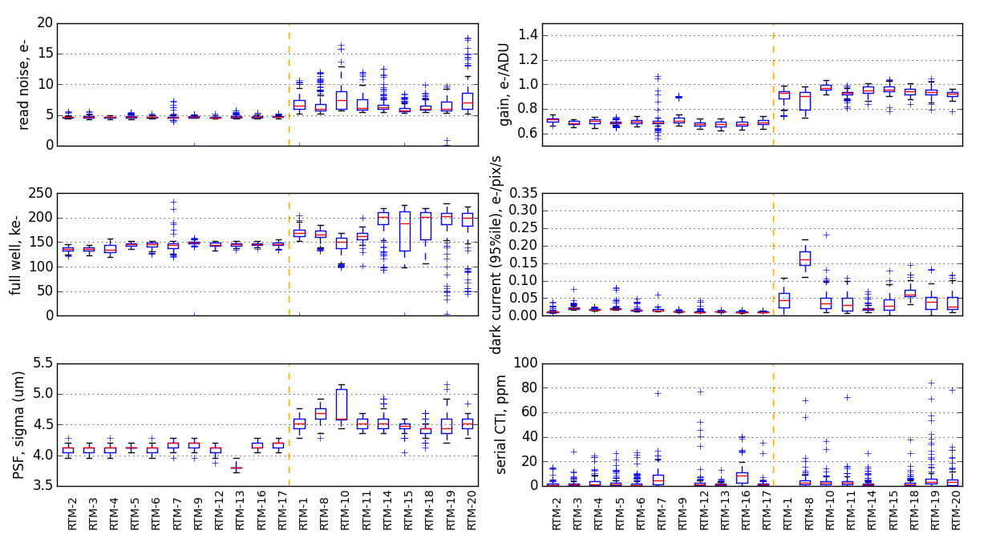 read noise, e-
20
15
10
5
0
gain, e-/ADU
1.4
1.2
1.0
0.8
0.6
full well, ke-
250
200
150
100
50
0
dark current (95%ile), e-/pix/s
0.35
0.30
0.25
0.20
0.15
0.10
0.05
0.00
PSF, sigma (um)
5.5
5.0
4.5
4.0
3.5
RTM-2
RTM-3
RTM-4
RTM-5
RTM-6
RTM-7
RTM-9
RTM-12
RTM-13
RTM-16
RTM-17
RTM-1
RTM-8
RTM-10
RTM-11
RTM-14
RTM-15
RTM-18
RTM-19
RTM-20
serial CTI, ppm
100
80
60
40
20
0
RTM-2
RTM-3
RTM-4
RTM-5
RTM-6
RTM-7
RTM-9
RTM-12
RTM-13
RTM-16
RTM-17
RTM-1
RTM-8
RTM-10
RTM-11
RTM-14
RTM-15
RTM-18
RTM-19
RTM-20